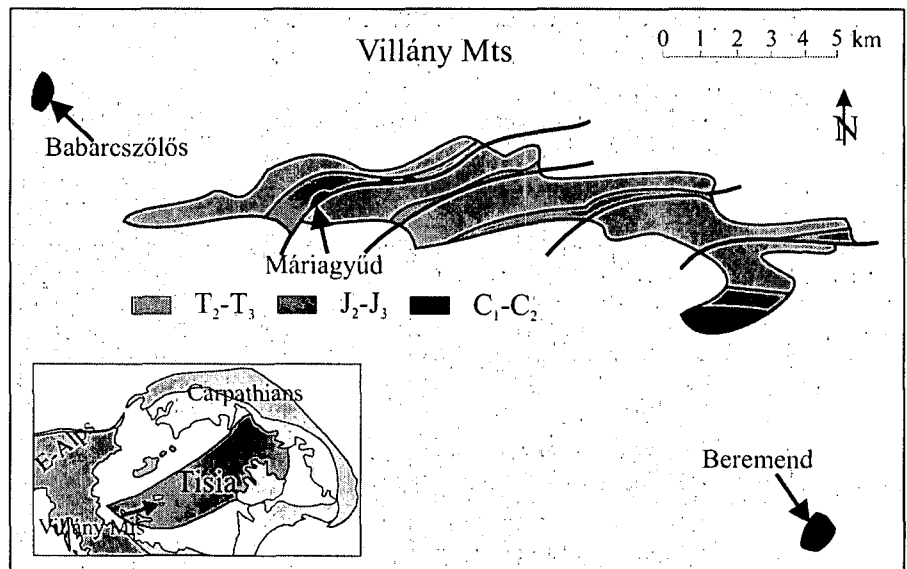 Villány Mts
0 1 2 3 4 5 km
N
Babarcszőlős
Máriagyűd
T₂-T₃ J₂-J₃ C₁-C₂
Carpathians
E-Alps
Tisia
Villány Mts
Beremend